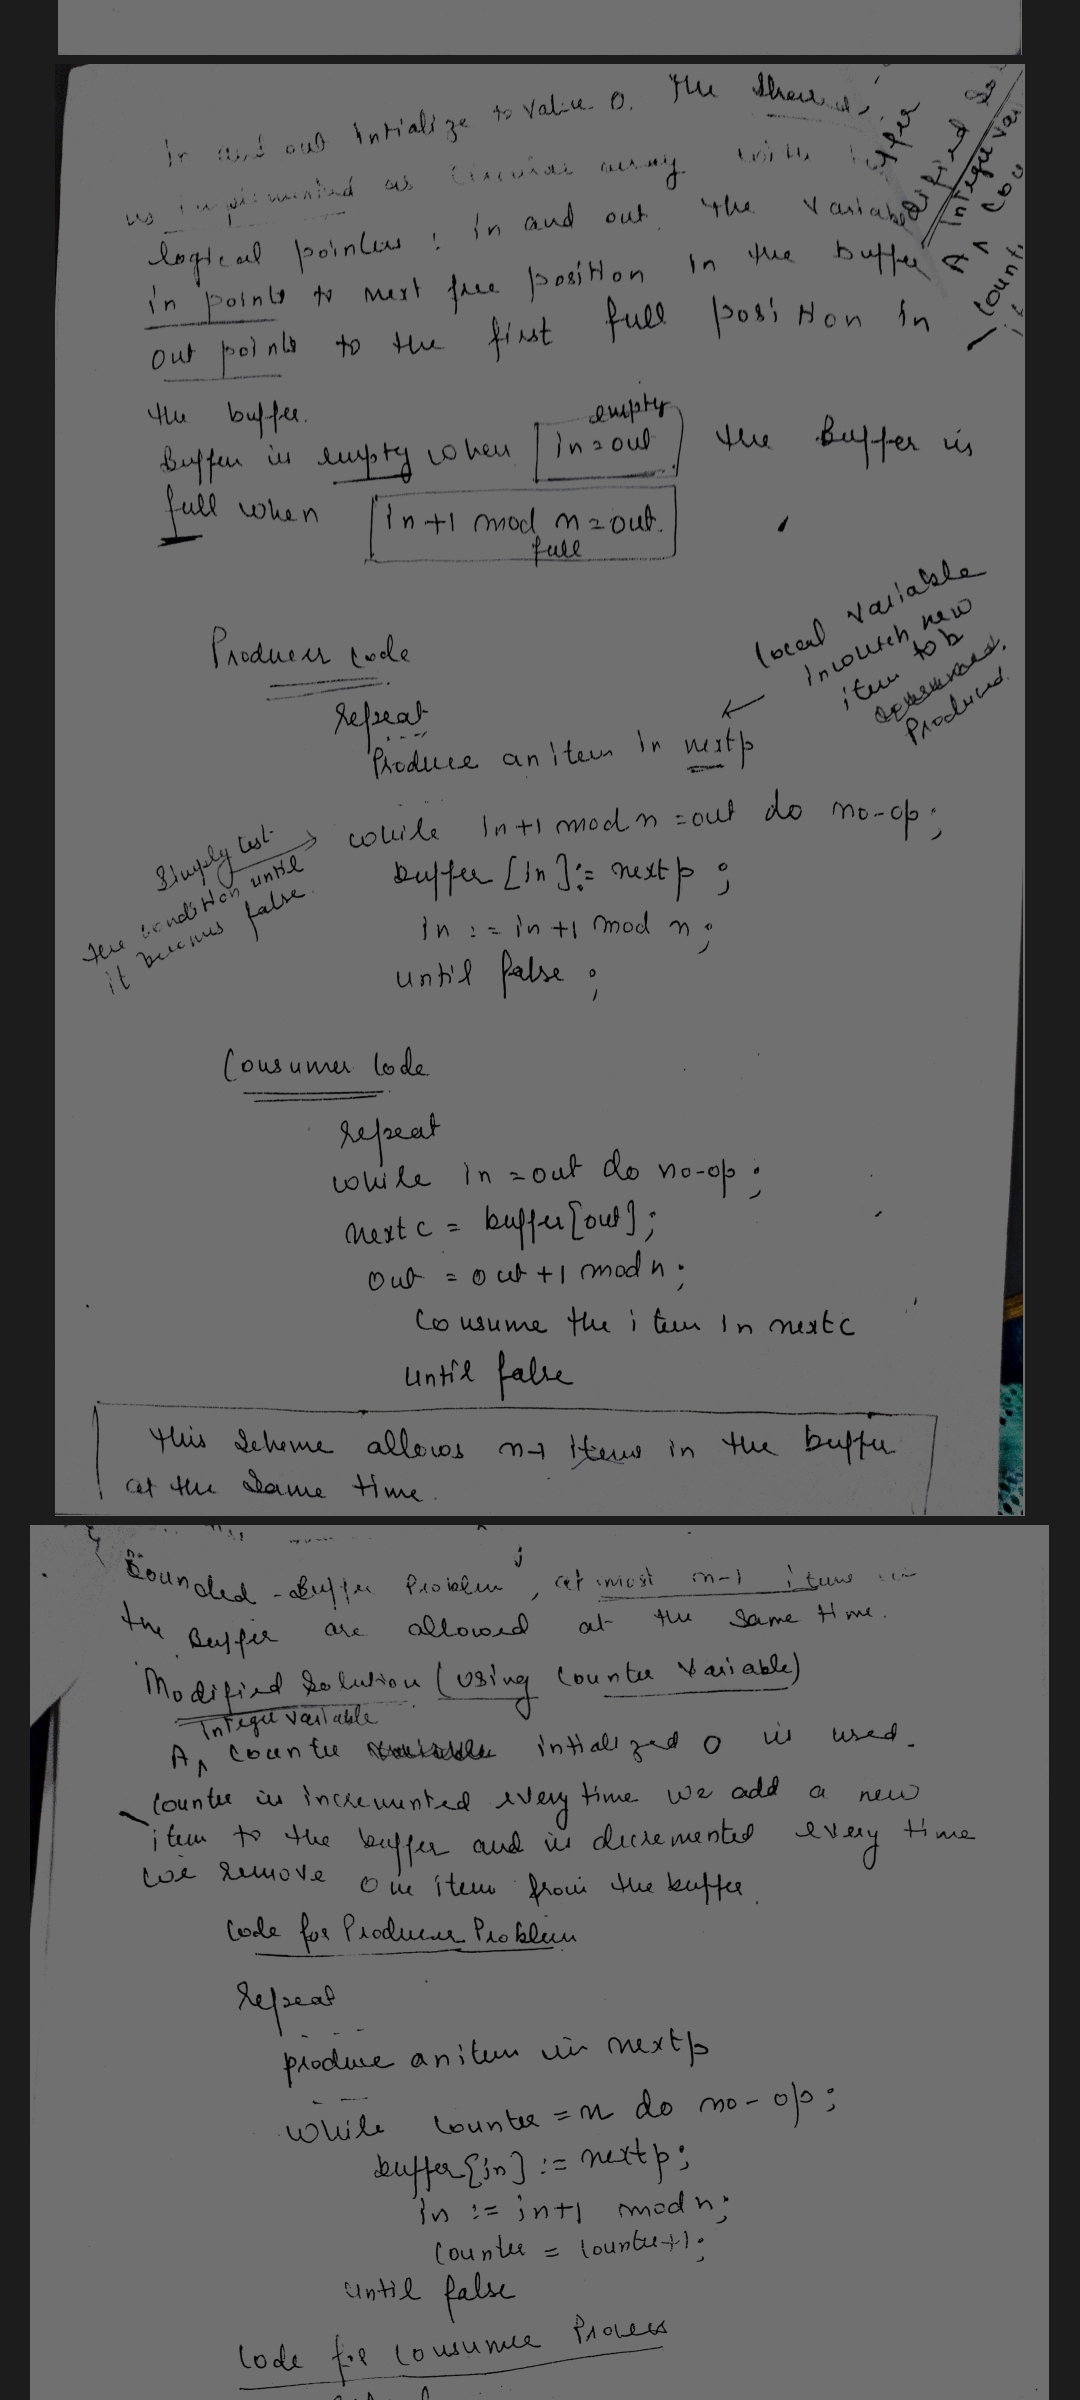 In and out Intialize to value 0. The Shared
is implemented as Circular array with
logical pointers : in and out. The variable
in points to next free position in the buffer
out points to the first full position in
the buffer.
empty
Buffer is empty when in=out the Buffer is
full when in+1 mod n=out.
full
Buffer
Modified So
A Integer va
Cou
Count
Local variable
in which new
item to be
consumed.
Produced.
Producer Code
repeat
Produce an item in nextp
Simply test
the condition until
it becomes false.
while in+1 mod n =out do no-op;
buffer [in]:= nextp ;
in := in+1 mod n;
until false ;
Consumer Code
repeat
while in =out do no-op;
nextc = buffer[out];
out = out+1 mod n;
Consume the item in nextc
until false
This Scheme allows n-1 items in the buffer
at the same time.
Bounded-Buffer Problem, at most n-1 items in
the Buffer are allowed at the same time.
Modified Solution (Using Counter Variable)
Integer variable
A counter variable intialized 0 is used.
Counter is incremented every time we add a new
item to the buffer and is decremented every time
we remove one item from the buffer.
Code for Producer Problem
repeat
produce an item in nextp
while counter = n do no-op;
buffer[in] := nextp;
in := in+1 mod n;
Counter = Counter+1;
until false
Code for Consumer Process